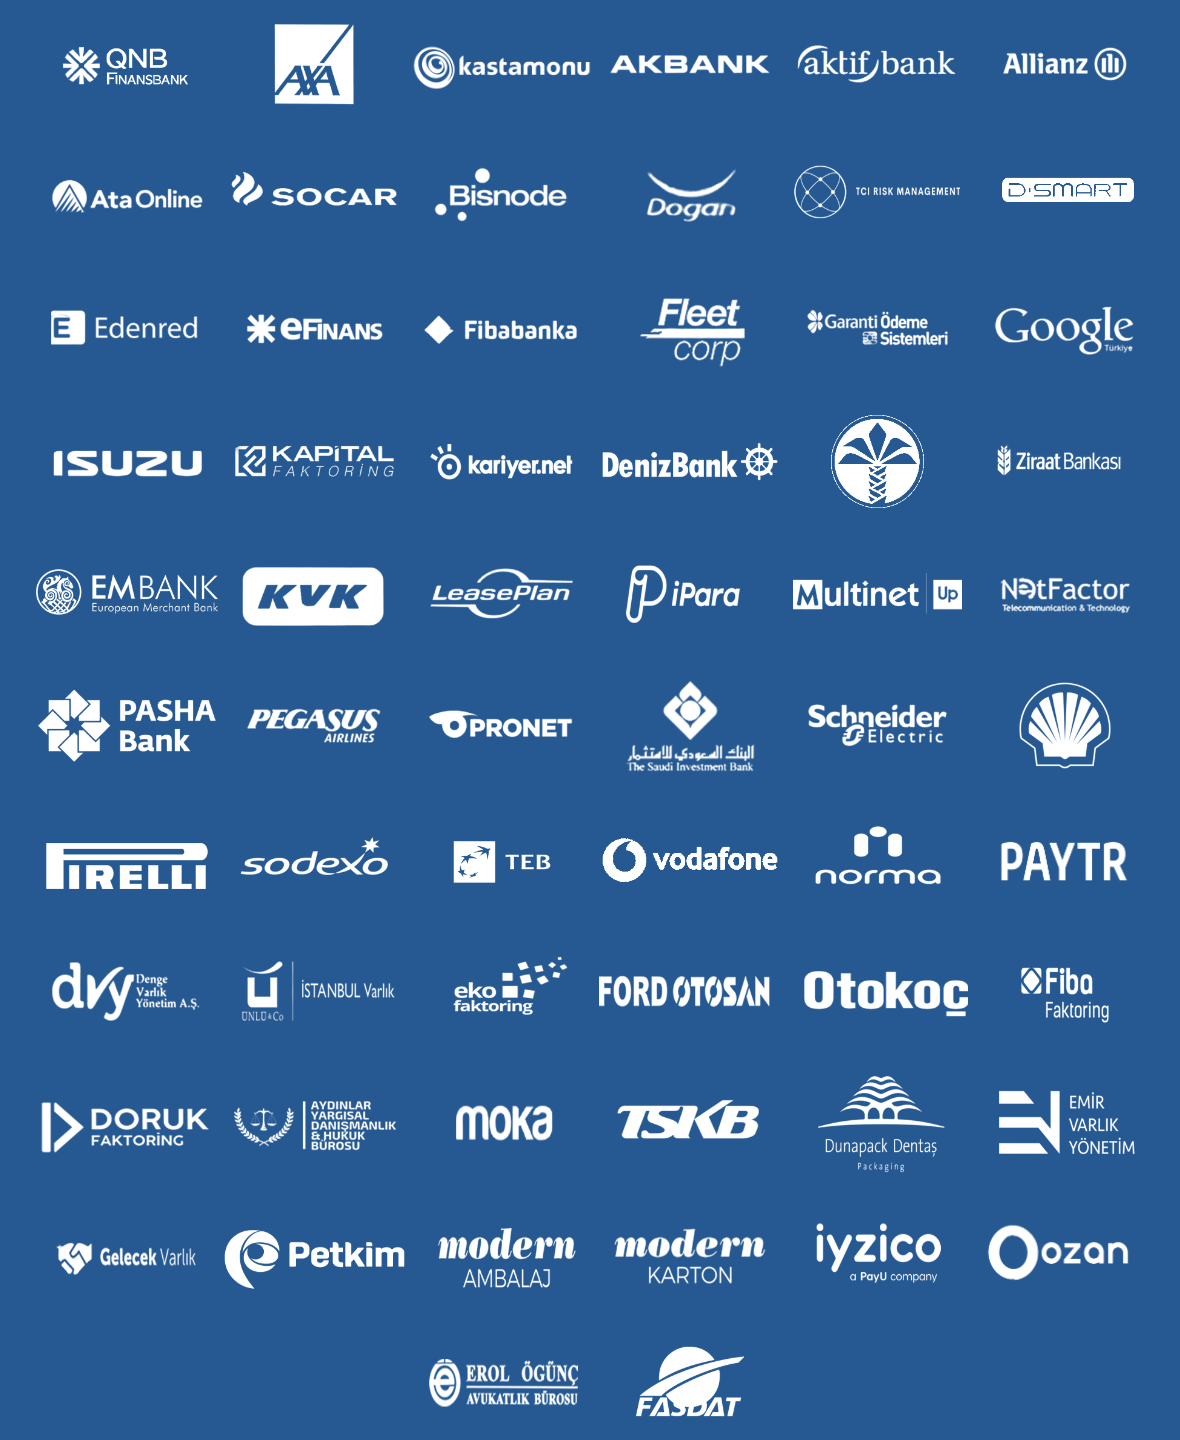 QNB
FINANSBANK
AXA
kastamonu
AKBANK
aktif bank
Allianz
Ata Online
SOCAR
Bisnode
Dogan
TCI RISK MANAGEMENT
D·SMART
E
Edenred
eFINANS
Fibabanka
Fleet
corp
Garanti Ödeme
Sistemleri
Google
Türkiye
ISUZU
KAPİTAL
FAKTORİNG
kariyer.net
DenizBank
Ziraat Bankası
EMBANK
European Merchant Bank
KVK
LeasePlan
iPara
Multinet Up
NetFactor
Telecommunication & Technology
PASHA
Bank
PEGASUS
AIRLINES
PRONET
البنك السعودي للاستثمار
The Saudi Investment Bank
Schneider
Electric
PIRELLI
sodexo
TEB
vodafone
norma
PAYTR
dvy
Denge
Varlık
Yönetim A.Ş.
ÜNLÜ & Co
İSTANBUL Varlık
eko
faktoring
FORD OTOSAN
Otokoç
Fiba
Faktoring
DORUK
FAKTORİNG
AYDINLAR
YARGISAL
DANIŞMANLIK
& HUKUK
BÜROSU
moka
TSKB
Dunapack Dentaş
Packaging
EMİR
VARLIK
YÖNETİM
Gelecek Varlık
Petkim
modern
AMBALAJ
modern
KARTON
iyzico
a PayU company
ozan
EROL ÖGÜNÇ
AVUKATLIK BÜROSU
FASDAT